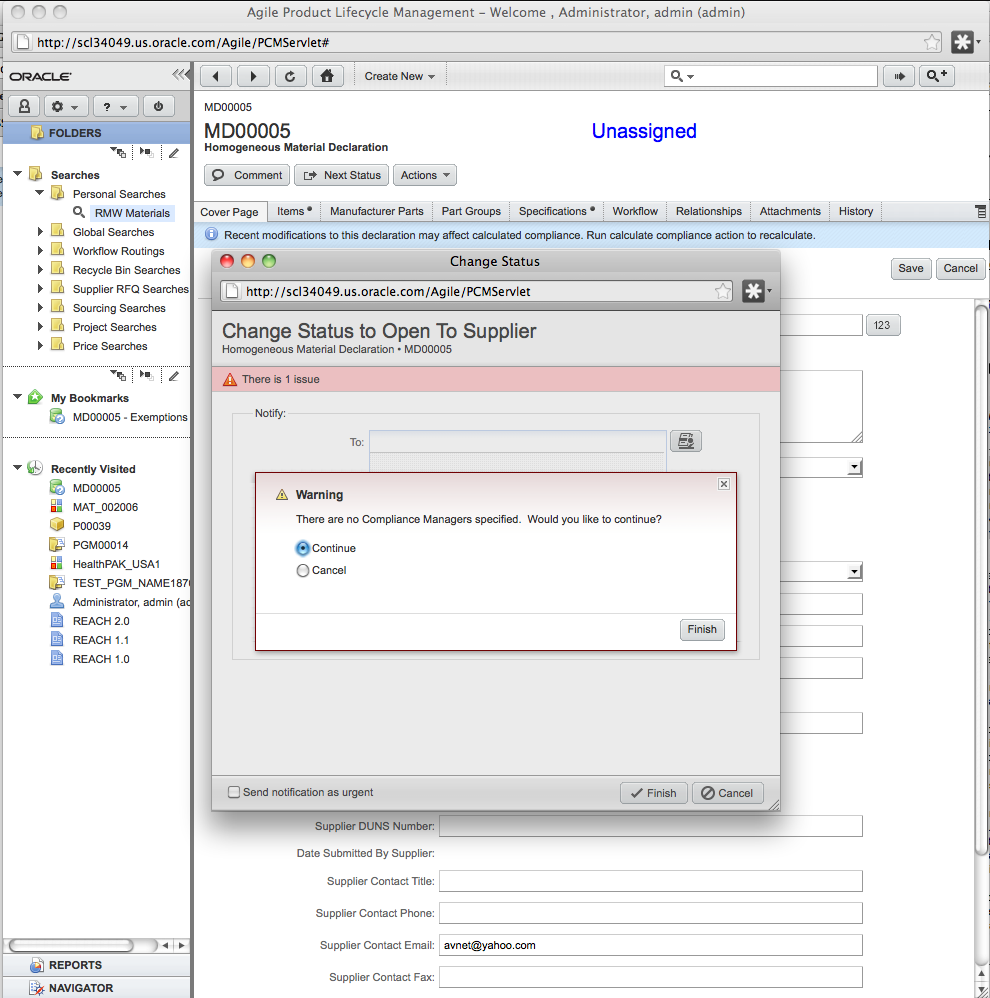 Agile Product Lifecycle Management – Welcome , Administrator, admin (admin)
http://scl34049.us.oracle.com/Agile/PCMServlet#
ORACLE
Create New
?
FOLDERS
Searches
Personal Searches
RMW Materials
Global Searches
Workflow Routings
Recycle Bin Searches
Supplier RFQ Searches
Sourcing Searches
Project Searches
Price Searches
My Bookmarks
MD00005 - Exemptions
Recently Visited
MD00005
MAT_002006
P00039
PGM00014
HealthPAK_USA1
TEST_PGM_NAME187
Administrator, admin (ad
REACH 2.0
REACH 1.1
REACH 1.0
REPORTS
NAVIGATOR
MD00005
MD00005
Unassigned
Homogeneous Material Declaration
Comment
Next Status
Actions
Cover Page
Items
Manufacturer Parts
Part Groups
Specifications
Workflow
Relationships
Attachments
History
Recent modifications to this declaration may affect calculated compliance. Run calculate compliance action to recalculate.
Save
Cancel
123
Change Status
http://scl34049.us.oracle.com/Agile/PCMServlet
Change Status to Open To Supplier
Homogeneous Material Declaration • MD00005
There is 1 issue
Notify:
To:
Warning
There are no Compliance Managers specified. Would you like to continue?
Continue
Cancel
Finish
Send notification as urgent
Finish
Cancel
Supplier DUNS Number:
Date Submitted By Supplier:
Supplier Contact Title:
Supplier Contact Phone:
Supplier Contact Email: avnet@yahoo.com
Supplier Contact Fax: